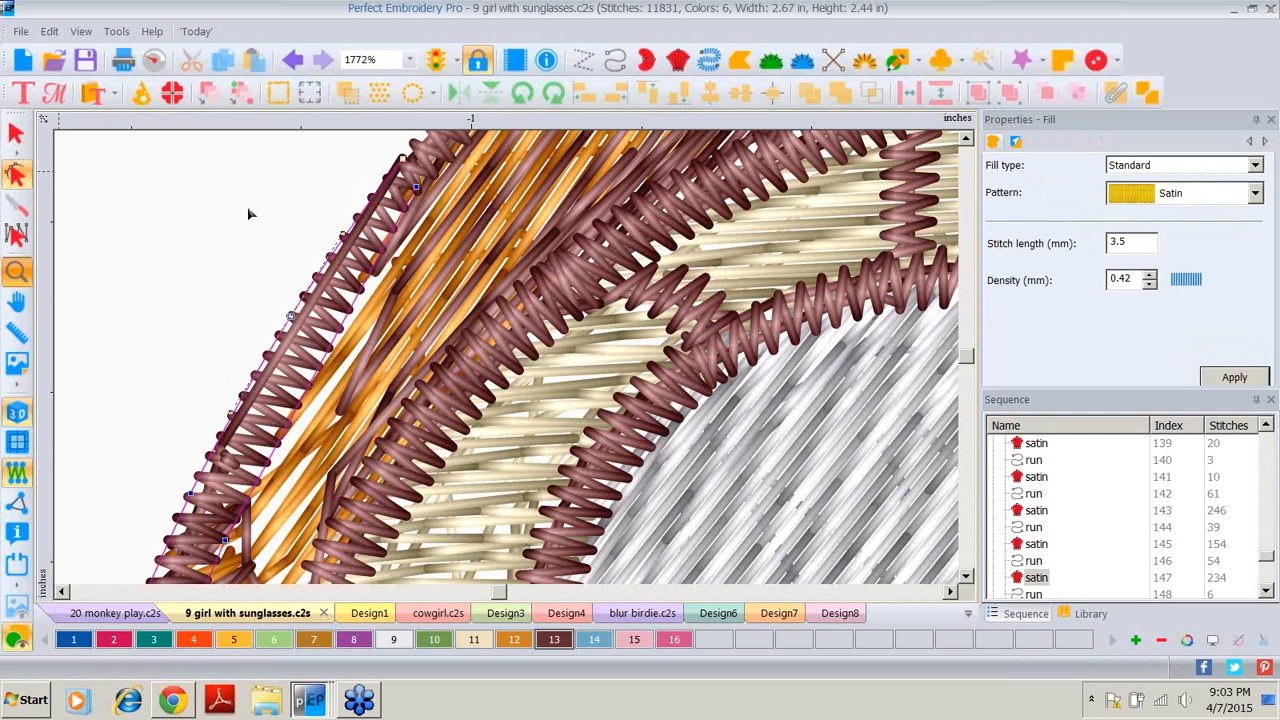 Perfect Embroidery Pro - 9 girl with sunglasses.c2s (Stitches: 11831, Colors: 6, Width: 2.67 in, Height: 2.44 in)
File Edit View Tools Help Today
1772%
inches -1
Properties - Fill
Fill type: Standard
Pattern: Satin
Stitch length (mm): 3.5
Density (mm): 0.42
Apply
Sequence
Name Index Stitches
satin 139 20
run 140 3
satin 141 10
run 142 61
satin 143 246
run 144 39
satin 145 154
run 146 54
satin 147 234
run 148 6
inches
Sequence Library
20 monkey play.c2s 9 girl with sunglasses.c2s Design1 cowgirl.c2s Design3 Design4 blur birdie.c2s Design6 Design7 Design8
1 2 3 4 5 6 7 8 9 10 11 12 13 14 15 16
Start pEP 9:03 PM
4/7/2015